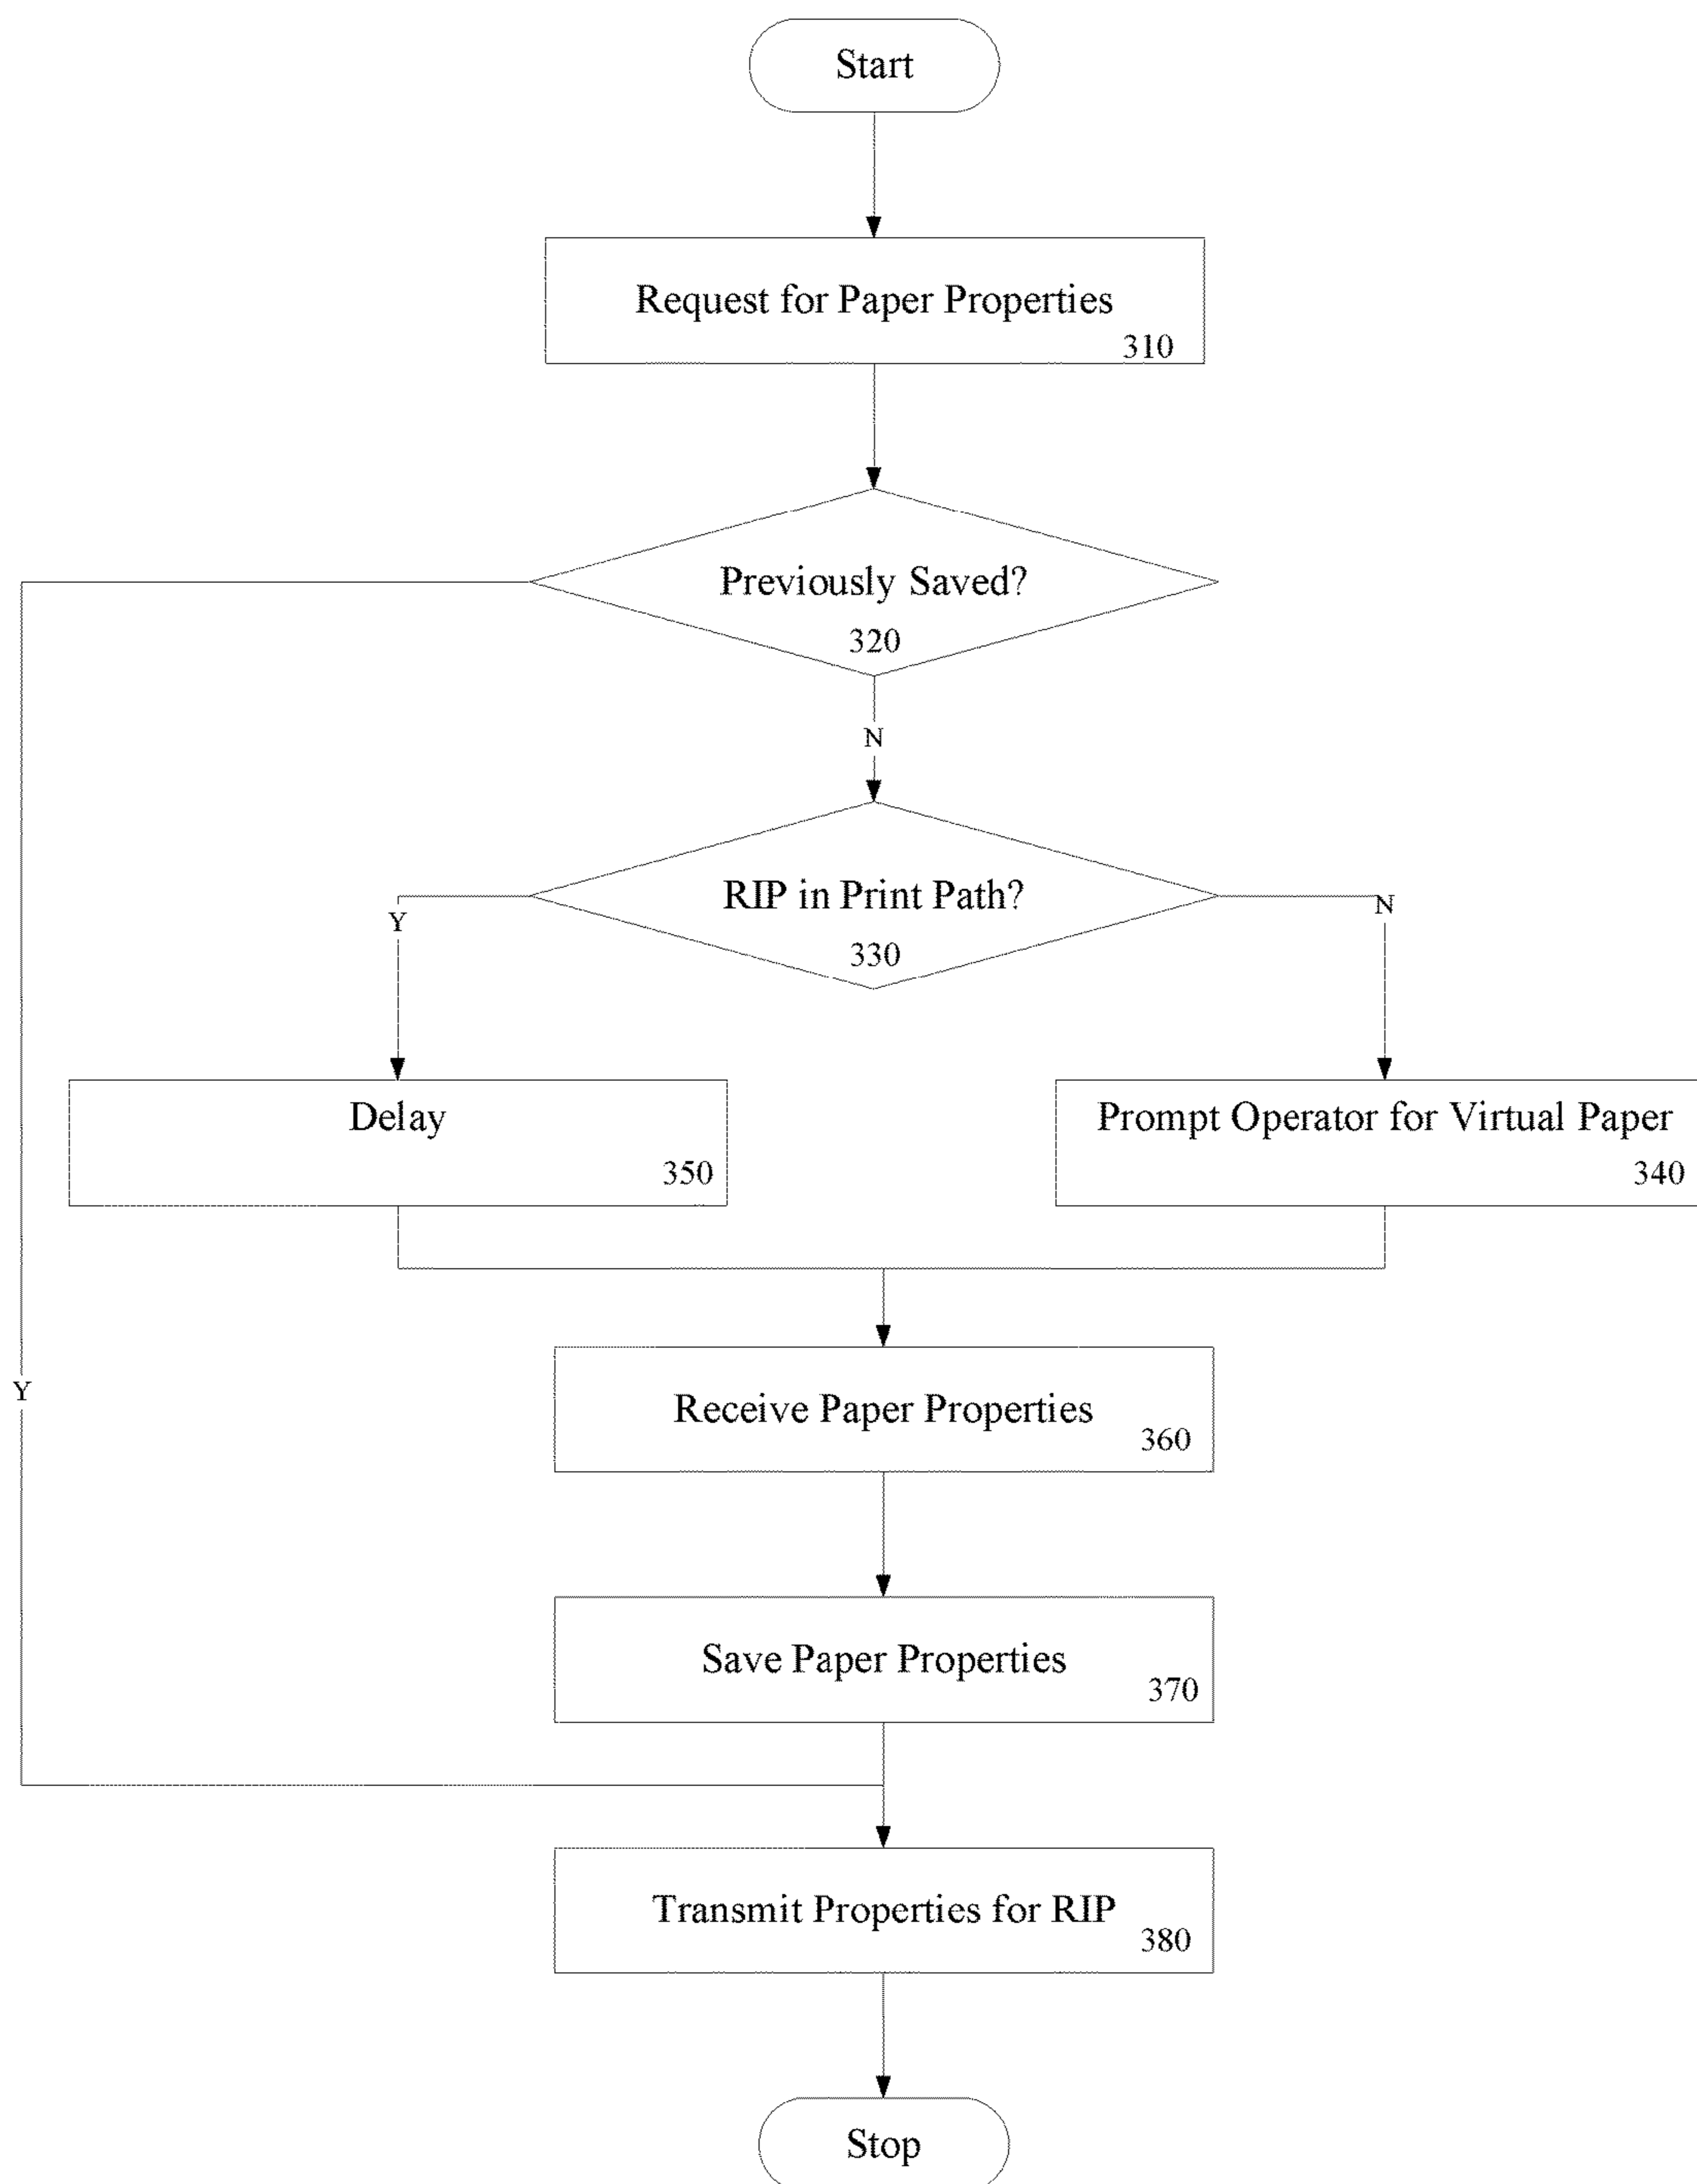 Start
Request for Paper Properties
310
Previously Saved?
320
N
RIP in Print Path?
330
Y
N
Delay
350
Prompt Operator for Virtual Paper
340
Y
Receive Paper Properties
360
Save Paper Properties
370
Transmit Properties for RIP
380
Stop